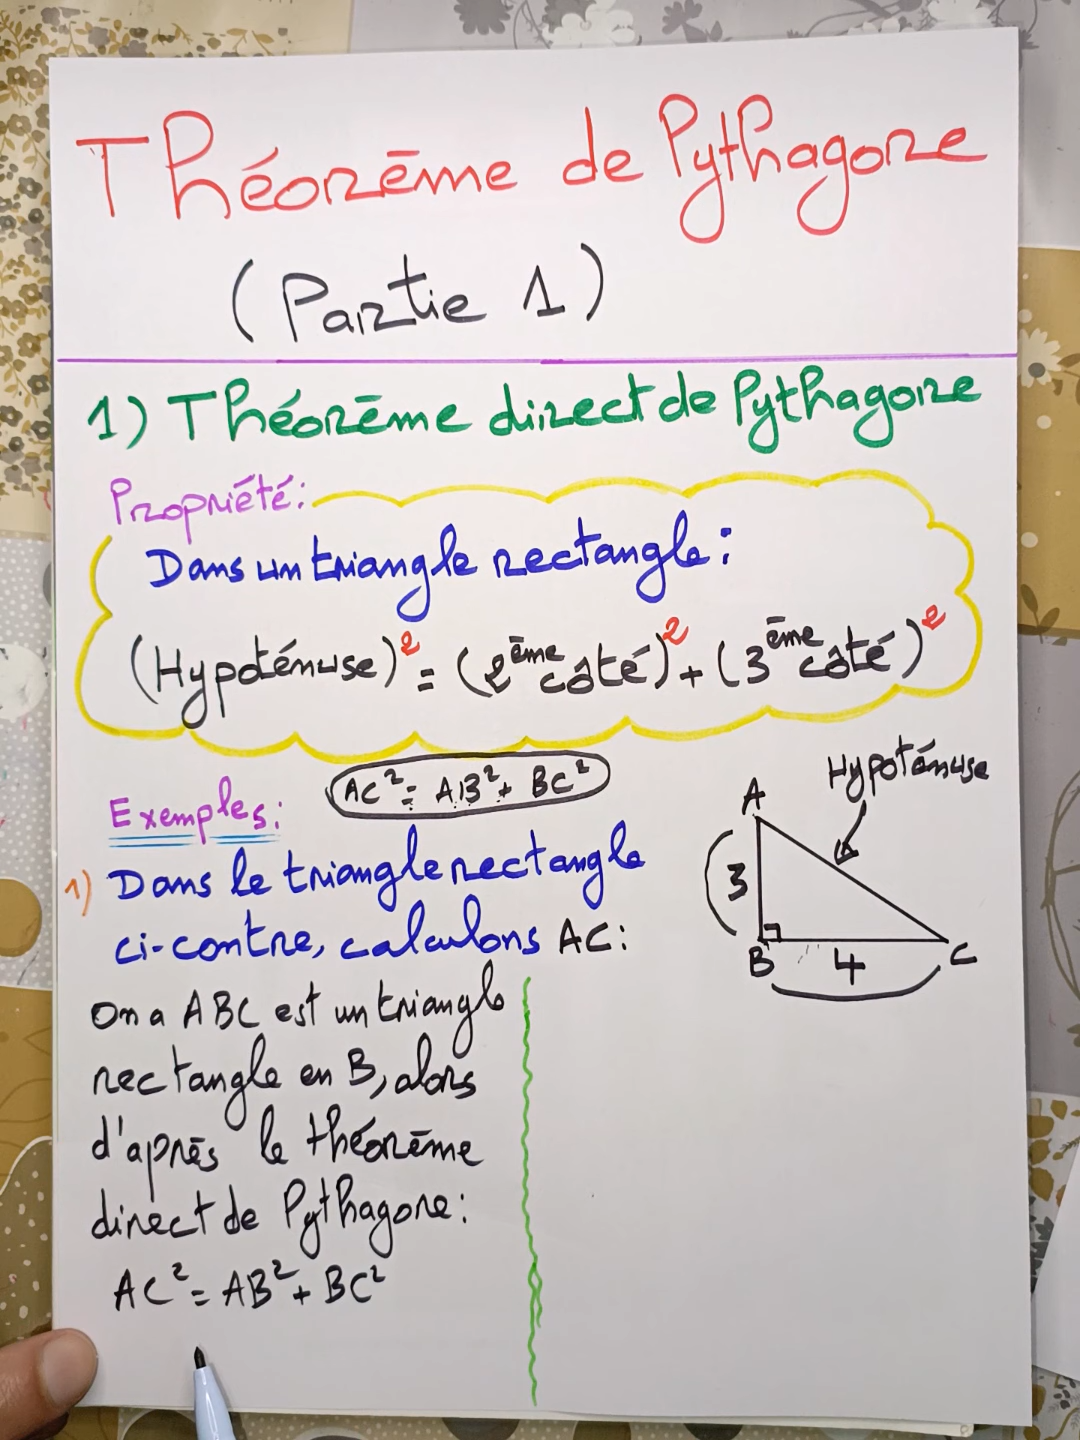 Théorème de Pythagore
(Partie 1)
1) Théorème direct de Pythagore
Propriété:
Dans un triangle rectangle:
(Hypoténuse)² = (2ème côté)² + (3ème côté)²
Exemples:
AC² = AB² + BC²
Hypoténuse
A
3
B
4
C
1) Dans le triangle rectangle
ci-contre, calculons AC:
On a ABC est un triangle
rectangle en B, alors
d'après le théorème
direct de Pythagore:
AC² = AB² + BC²